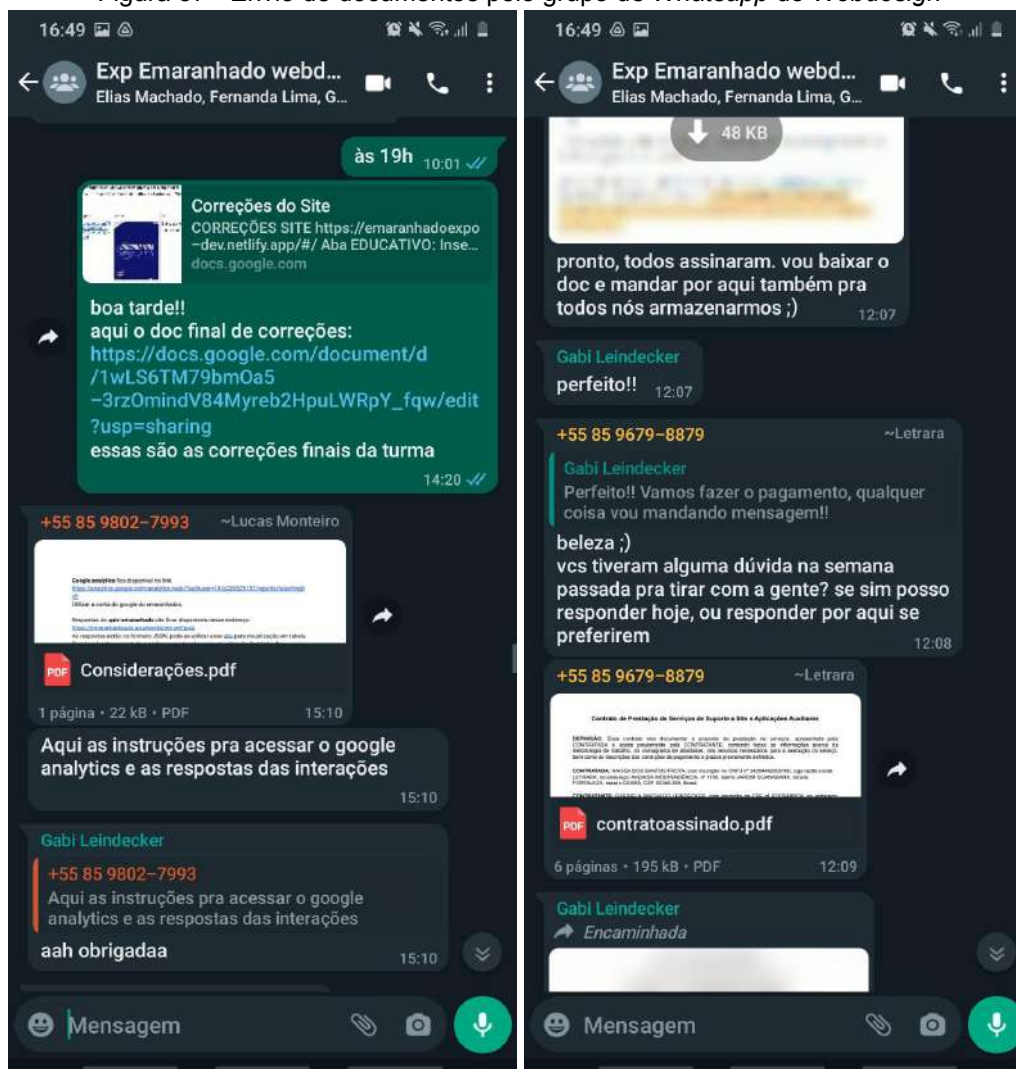 Figura 37 - Envio de documentos pelo grupo de Whatsapp de Webdesign
16:49
Exp Emaranhado webd...
Elias Machado, Fernanda Lima, G...
às 19h 10:01
Correções do Site
CORREÇÕES SITE https://emaranhadoexpo
-dev.netlify.app/#/ Aba EDUCATIVO: Inse...
docs.google.com
boa tarde!!
aqui o doc final de correções:
https://docs.google.com/document/d
/1wLS6TM79bmOa5
-3rzOmindV84Myreb2HpuLWRpY_fqw/edit
?usp=sharing
essas são as correções finais da turma
14:20
+55 85 9802-7993 ~Lucas Monteiro
Considerações.pdf
PDF
1 página • 22 kB • PDF 15:10
Aqui as instruções pra acessar o google
analytics e as respostas das interações
15:10
Gabi Leindecker
+55 85 9802-7993
Aqui as instruções pra acessar o google
analytics e as respostas das interações
aah obrigadaa
15:10
Mensagem
16:49
Exp Emaranhado webd...
Elias Machado, Fernanda Lima, G...
48 KB
pronto, todos assinaram. vou baixar o
doc e mandar por aqui também pra
todos nós armazenarmos ;)
12:07
Gabi Leindecker
perfeito!! 12:07
+55 85 9679-8879 ~Letrara
Gabi Leindecker
Perfeito!! Vamos fazer o pagamento, qualquer
coisa vou mandando mensagem!!
beleza ;)
vcs tiveram alguma dúvida na semana
passada pra tirar com a gente? se sim posso
responder hoje, ou responder por aqui se
preferirem
12:08
+55 85 9679-8879 ~Letrara
Contrato de Prestação de Serviços de Suporte a Site e Aplicações Auxiliares
PDF
contratoassinado.pdf
6 páginas • 195 kB • PDF 12:09
Gabi Leindecker
Encaminhada
Mensagem